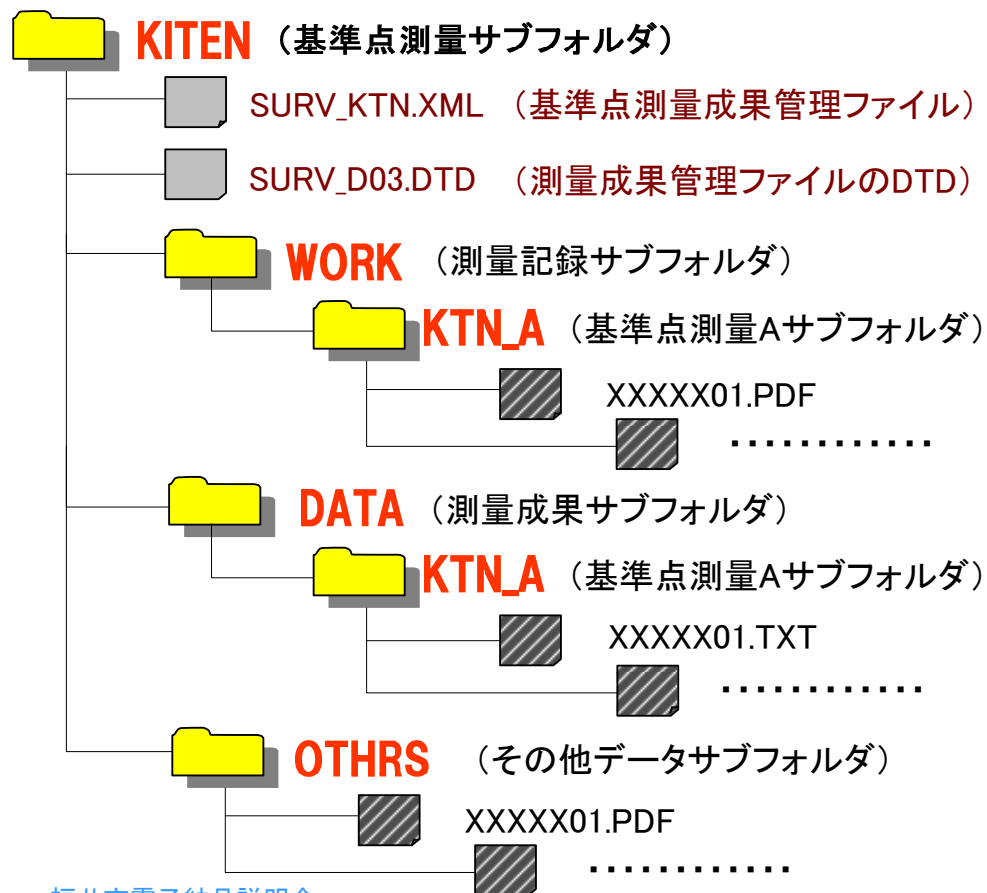 KITEN (基準点測量サブフォルダ)
SURV_KTN.XML (基準点測量成果管理ファイル)
SURV_D03.DTD (測量成果管理ファイルのDTD)
WORK (測量記録サブフォルダ)
KTN_A (基準点測量Aサブフォルダ)
XXXXX01.PDF
・・・・・・・・・・・・
DATA (測量成果サブフォルダ)
KTN_A (基準点測量Aサブフォルダ)
XXXXX01.TXT
・・・・・・・・・・・・
OTHRS (その他データサブフォルダ)
XXXXX01.PDF
・・・・・・・・・・・・